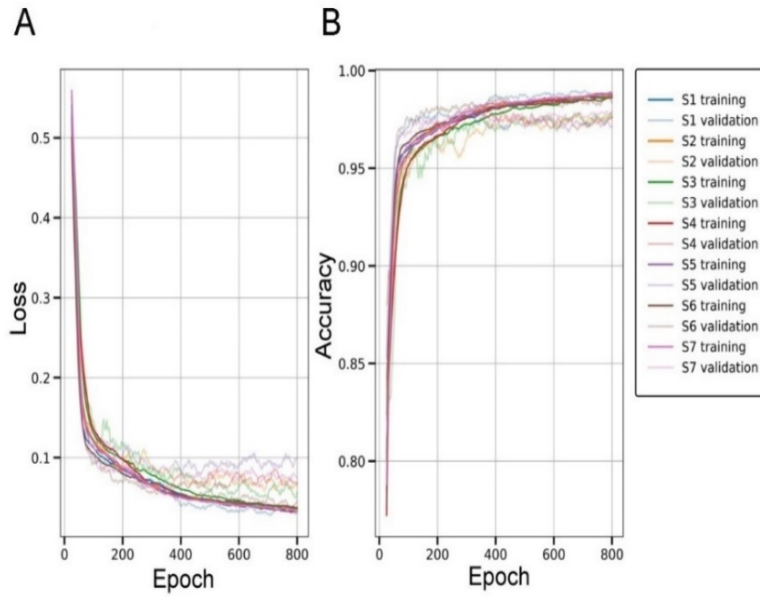 A
B
0.5
0.4
0.3
0.2
0.1
Loss
0 200 400 600 800
Epoch
1.00
0.95
0.90
0.85
0.80
Accuracy
0 200 400 600 800
Epoch
S1 training
S1 validation
S2 training
S2 validation
S3 training
S3 validation
S4 training
S4 validation
S5 training
S5 validation
S6 training
S6 validation
S7 training
S7 validation